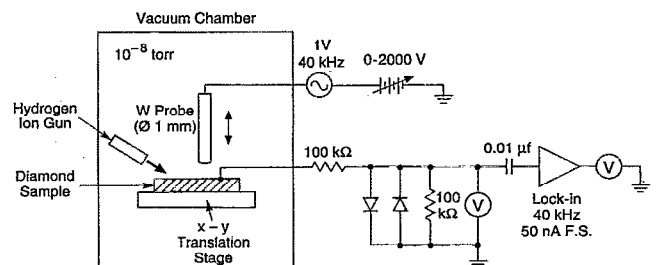 Vacuum Chamber
10⁻⁸ torr
1V
40 kHz
0-2000 V
Hydrogen
Ion Gun
W Probe
(Ø 1 mm)
Diamond
Sample
x – y
Translation
Stage
100 kΩ
100
kΩ
V
0.01 µf
V
Lock-in
40 kHz
50 nA F.S.